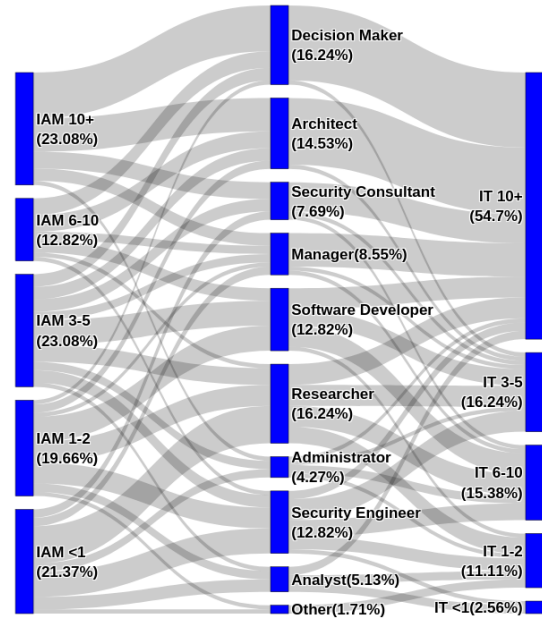 IAM 10+
(23.08%)
IAM 6-10
(12.82%)
IAM 3-5
(23.08%)
IAM 1-2
(19.66%)
IAM <1
(21.37%)
Decision Maker
(16.24%)
Architect
(14.53%)
Security Consultant
(7.69%)
Manager(8.55%)
Software Developer
(12.82%)
Researcher
(16.24%)
Administrator
(4.27%)
Security Engineer
(12.82%)
Analyst(5.13%)
Other(1.71%)
IT 10+
(54.7%)
IT 3-5
(16.24%)
IT 6-10
(15.38%)
IT 1-2
(11.11%)
IT <1(2.56%)